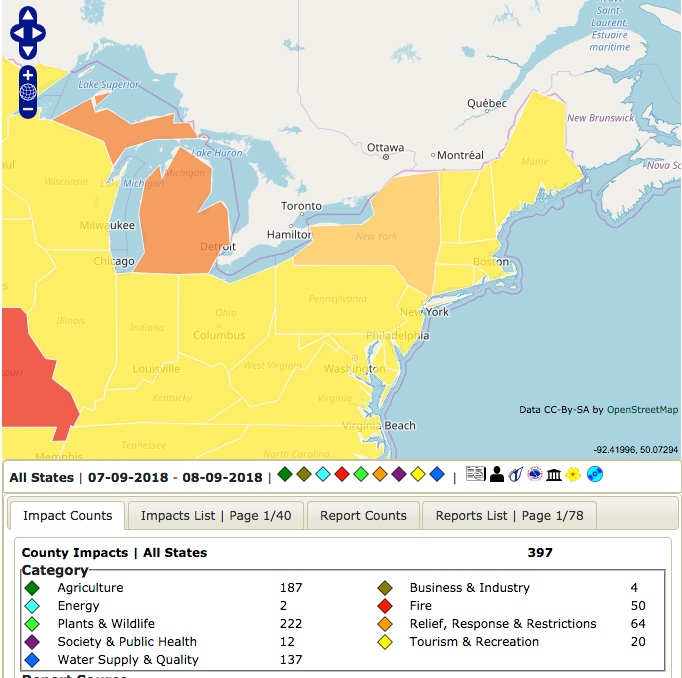 Neuve
Saint-
Laurent,
Estuaire
maritime
Lake Superior
Québec
New Brunswick
Ottawa
Montréal
Lake Huron
Maine
Nova Sc
Michigan
Wisconsin
Lake Michigan
Toronto
Milwaukee
Hamilton
New York
Detroit
Chicago
Boston
Pennsylvania
Illinois
Indiana
Ohio
Columbus
New York
Philadelphia
Louisville
West Virginia
Washington
Kentucky
Virginia
Data CC-By-SA by OpenStreetMap
Virginia Beach
Tennessee
North Carolina
Memphis
-92.41996, 50.07294
All States | 07-09-2018 - 08-09-2018 | |
Impact Counts Impacts List | Page 1/40 Report Counts Reports List | Page 1/78
County Impacts | All States 397
Category
Agriculture 187 Business & Industry 4
Energy 2 Fire 50
Plants & Wildlife 222 Relief, Response & Restrictions 64
Society & Public Health 12 Tourism & Recreation 20
Water Supply & Quality 137